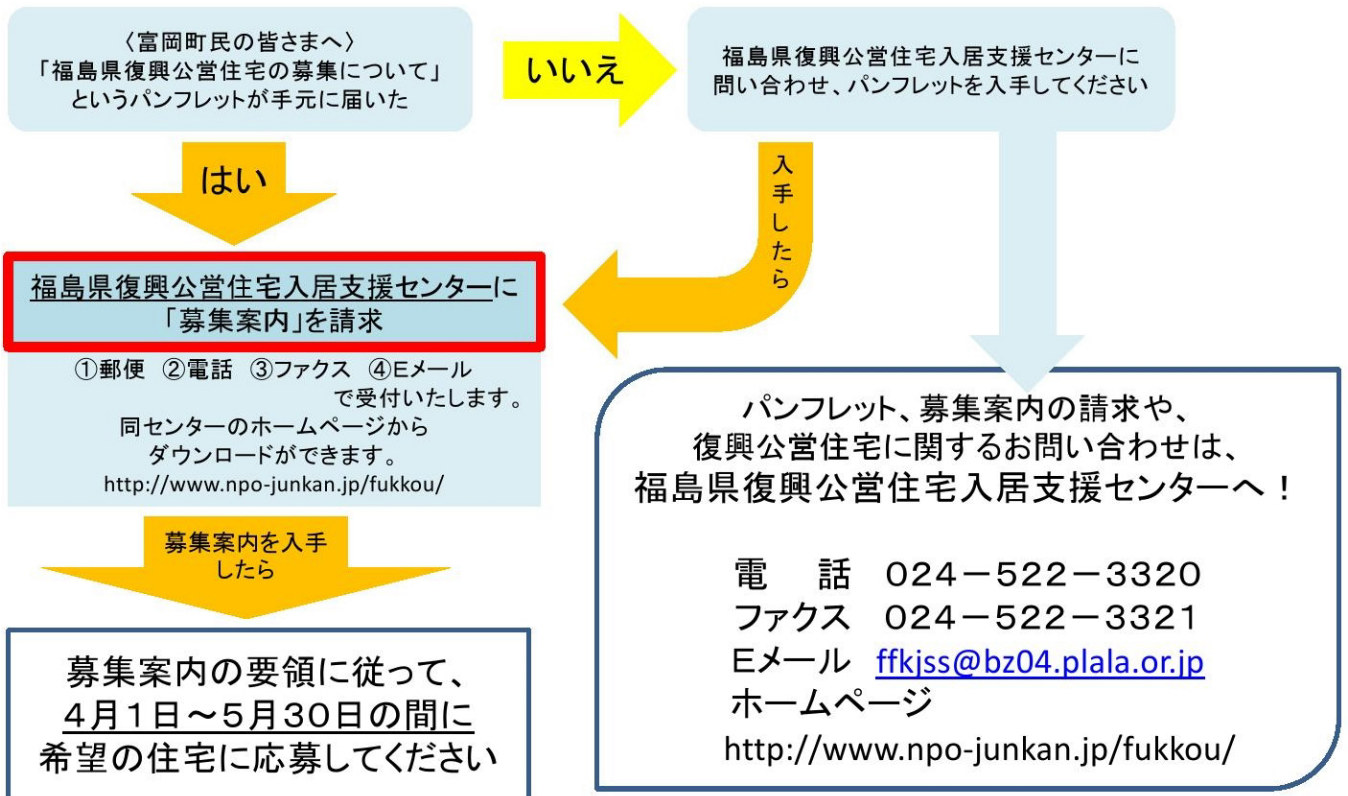 〈富岡町民の皆さまへ〉
「福島県復興公営住宅の募集について」
というパンフレットが手元に届いた
いいえ
福島県復興公営住宅入居支援センターに
問い合わせ、パンフレットを入手してください
はい
入手したら
福島県復興公営住宅入居支援センターに
「募集案内」を請求
①郵便 ②電話 ③ファクス ④Eメール
で受付いたします。
同センターのホームページから
ダウンロードができます。
http://www.npo-junkan.jp/fukkou/
募集案内を入手
したら
募集案内の要領に従って、
4月1日～5月30日の間に
希望の住宅に応募してください
パンフレット、募集案内の請求や、
復興公営住宅に関するお問い合わせは、
福島県復興公営住宅入居支援センターへ！
電　話　０２４－５２２－３３２０
ファクス　０２４－５２２－３３２１
Eメール　ffkjss@bz04.plala.or.jp
ホームページ
http://www.npo-junkan.jp/fukkou/